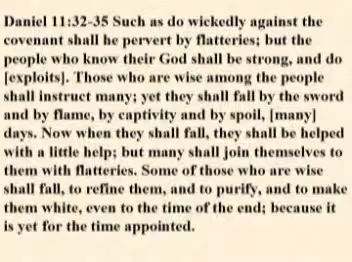 Daniel 11:32-35 Such as do wickedly against the
covenant shall he pervert by flatteries; but the
people who know their God shall be strong, and do
[exploits]. Those who are wise among the people
shall instruct many; yet they shall fall by the sword
and by flame, by captivity and by spoil, [many]
days. Now when they shall fall, they shall be helped
with a little help; but many shall join themselves to
them with flatteries. Some of those who are wise
shall fall, to refine them, and to purify, and to make
them white, even to the time of the end; because it
is yet for the time appointed.